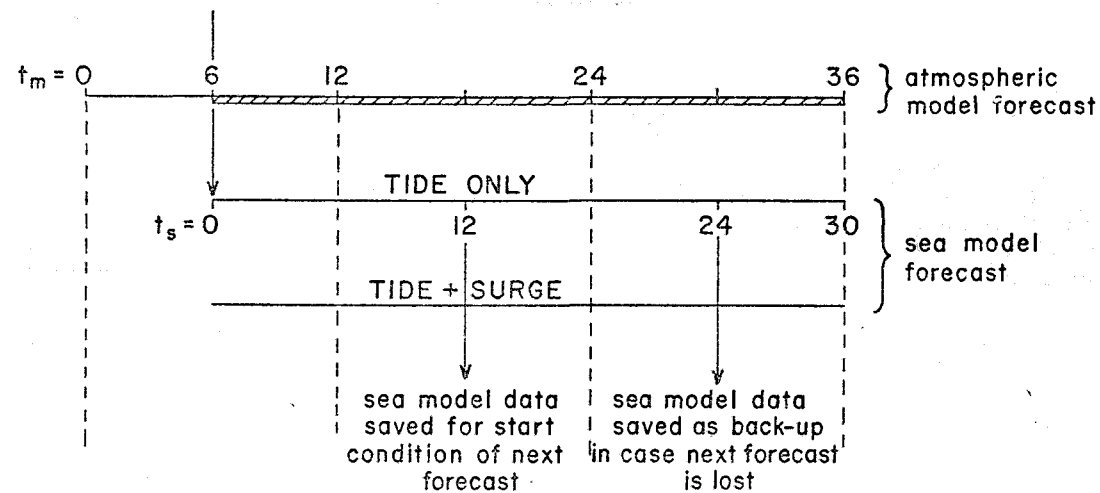 tm = 0 6 12 24 36
atmospheric
model forecast
TIDE ONLY
ts = 0 12 24 30
sea model
forecast
TIDE + SURGE
sea model data
saved for start
condition of next
forecast
sea model data
saved as back-up
in case next forecast
is lost